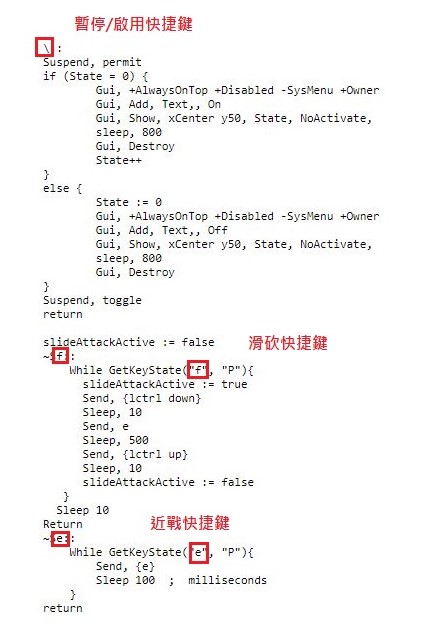 暫停/啟用快捷鍵
\ :
Suspend, permit
if (State = 0) {
Gui, +AlwaysOnTop +Disabled -SysMenu +Owner
Gui, Add, Text,, On
Gui, Show, xCenter y50, State, NoActivate,
sleep, 800
Gui, Destroy
State++
}
else {
State := 0
Gui, +AlwaysOnTop +Disabled -SysMenu +Owner
Gui, Add, Text,, Off
Gui, Show, xCenter y50, State, NoActivate,
sleep, 800
Gui, Destroy
}
Suspend, toggle
return
slideAttackActive := false
滑砍快捷鍵
~$f::
While GetKeyState("f", "P"){
slideAttackActive := true
Send, {lctrl down}
Sleep, 10
Send, e
Sleep, 500
Send, {lctrl up}
Sleep, 10
slideAttackActive := false
}
Sleep 10
Return
近戰快捷鍵
~$e::
While GetKeyState("e", "P"){
Send, {e}
Sleep 100 ; milliseconds
}
return